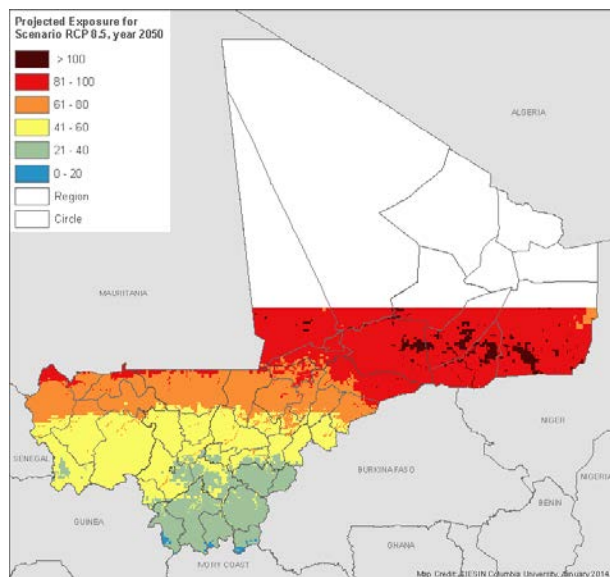 Projected Exposure for
Scenario RCP 8.5, year 2050
> 100
81 - 100
61 - 80
41 - 60
21 - 40
0 - 20
Region
Circle
ALGERIA
MAURITANIA
NIGER
SENEGAL
BURKINA FASO
NIGERIA
BENIN
GUINEA
GHANA
IVORY COAST
Map Credit: CIESIN Columbia University, January 2014